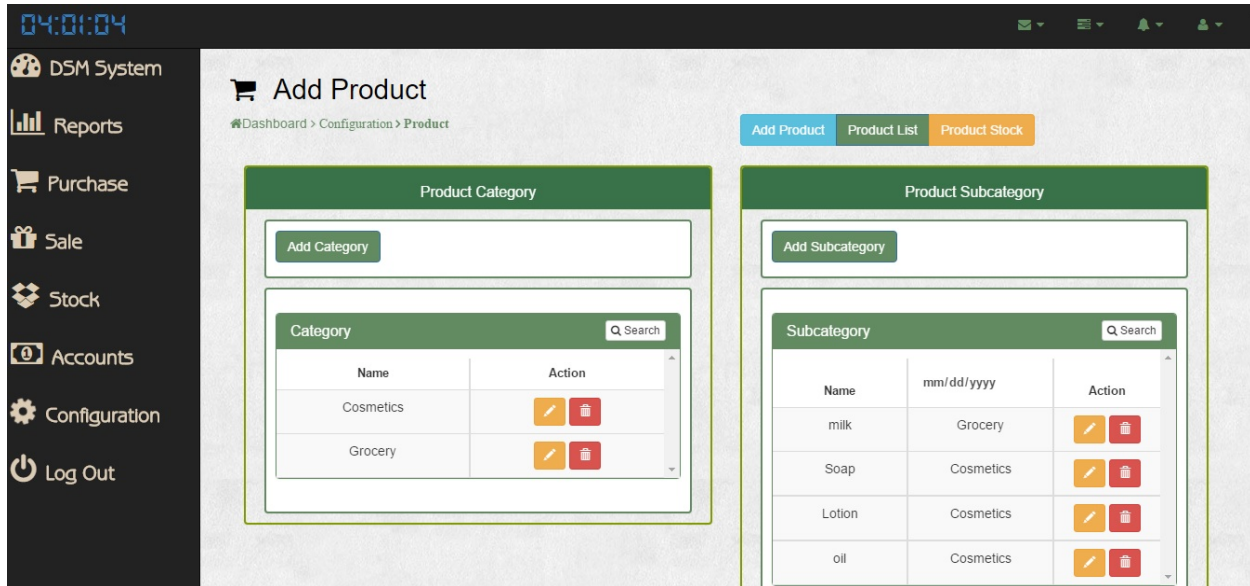 04:01:04
DSM System
Reports
Purchase
Sale
Stock
Accounts
Configuration
Log Out
Add Product
Dashboard > Configuration > Product
Add Product Product List Product Stock
Product Category
Add Category
Category Search
Name Action
Cosmetics
Grocery
Product Subcategory
Add Subcategory
Subcategory Search
Name mm/dd/yyyy Action
milk Grocery
Soap Cosmetics
Lotion Cosmetics
oil Cosmetics